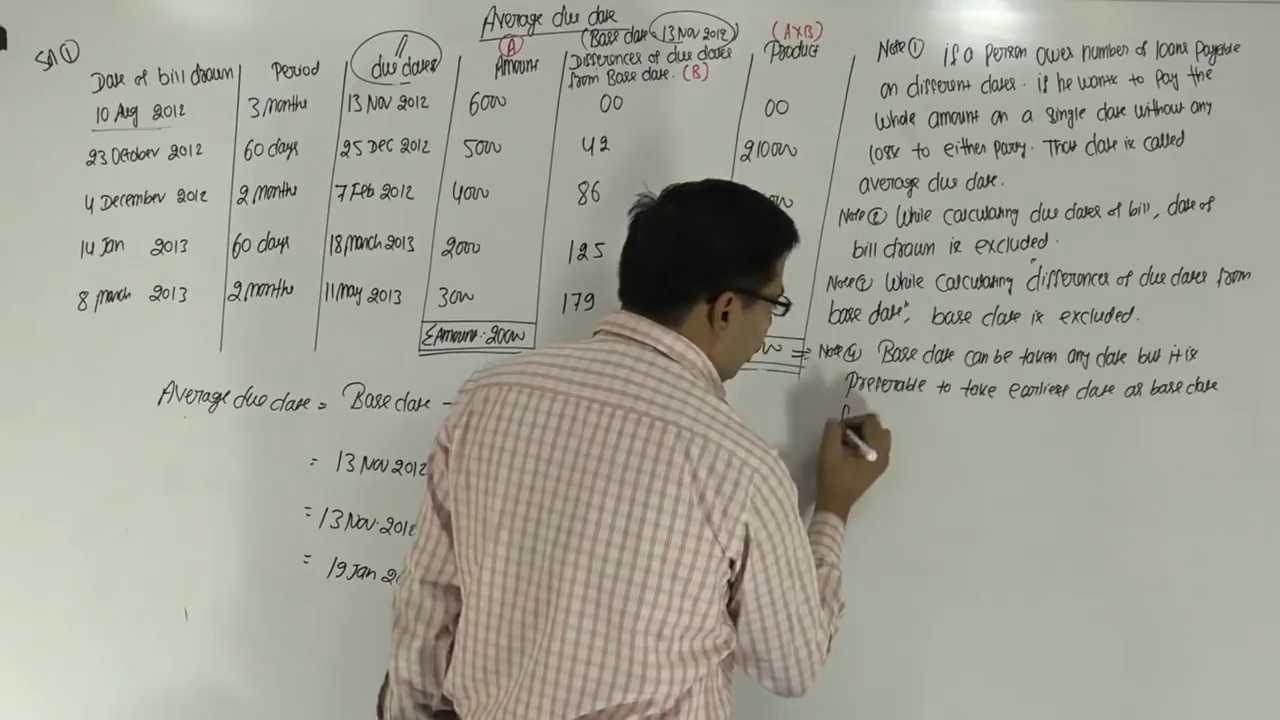 Average due date
SA ①
(Base date - 13 Nov 2012)
Date of bill drawn Period due dates (A) Amount Differences of due dates from Base date. (B) (A×B) Product
10 Aug 2012 3 months 13 Nov 2012 6000 00 00
23 October 2012 60 days 25 Dec 2012 5000 42 210000
4 December 2012 2 months 7 Feb 2012 4000 86
14 Jan 2013 60 days 18 March 2013 2000 125
8 march 2013 2 months 11 may 2013 3000 179
Σ Amount = 20000
Average due date = Base date
= 13 Nov 2012
= 13 Nov. 2012
= 19 Jan
Note ① if a person owes number of loans payable
on different dates. if he wants to pay the
whole amount on a single date without any
loss to either party. That date is called
average due date.
Note ② While calculating due dates of bill, date of
bill drawn is excluded.
Note ③ While calculating differences of due dates from
base date, base date is excluded.
Note ④ Base date can be taken any date but it is
preferable to take earliest date as base date